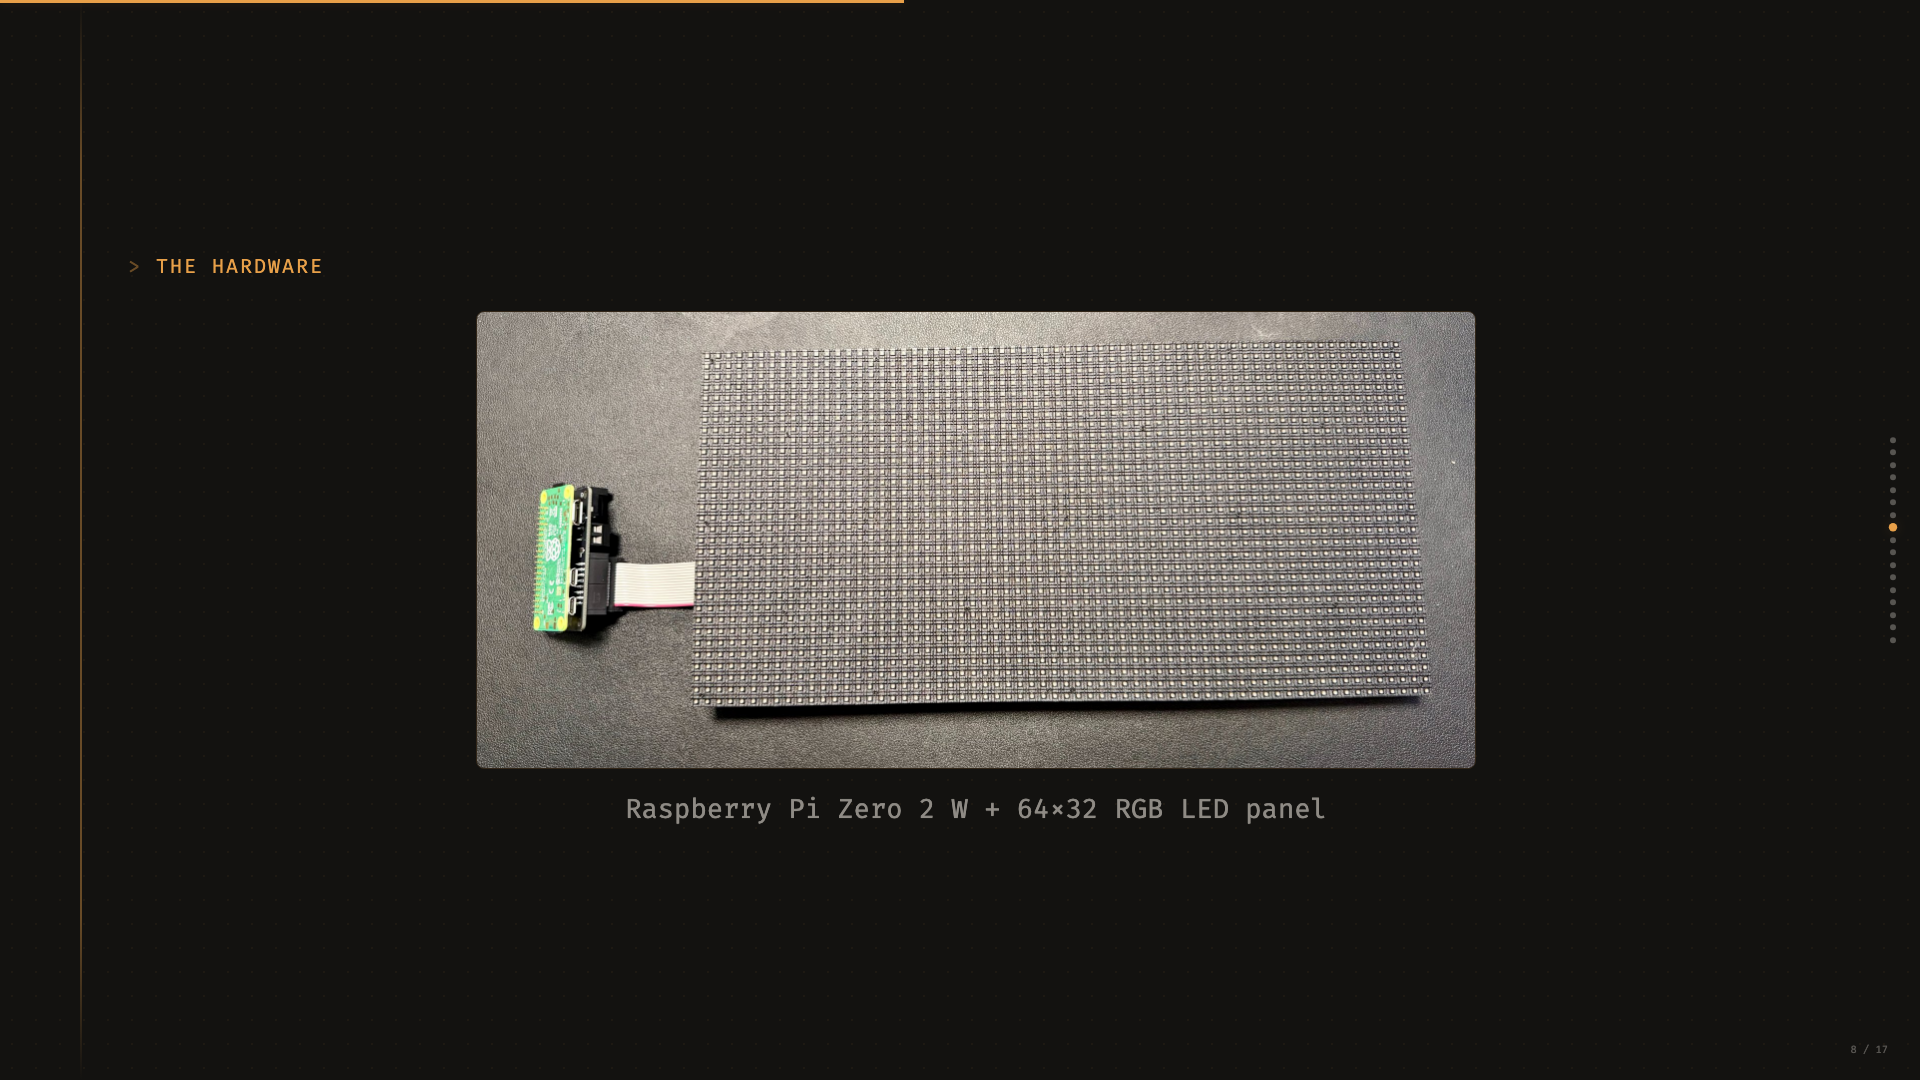 > THE HARDWARE
Raspberry Pi Zero 2 W + 64×32 RGB LED panel
8 / 17